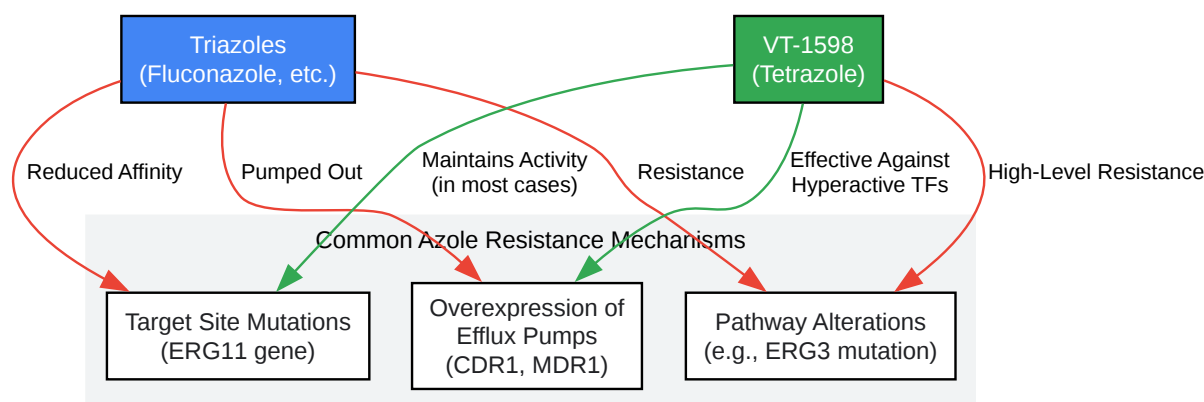 Triazoles
(Fluconazole, etc.)
VT-1598
(Tetrazole)
Reduced Affinity
Pumped Out
Maintains Activity
(in most cases)
Resistance
Effective Against
Hyperactive TFs
High-Level Resistance
Common Azole Resistance Mechanisms
Target Site Mutations
(ERG11 gene)
Overexpression of
Efflux Pumps
(CDR1, MDR1)
Pathway Alterations
(e.g., ERG3 mutation)